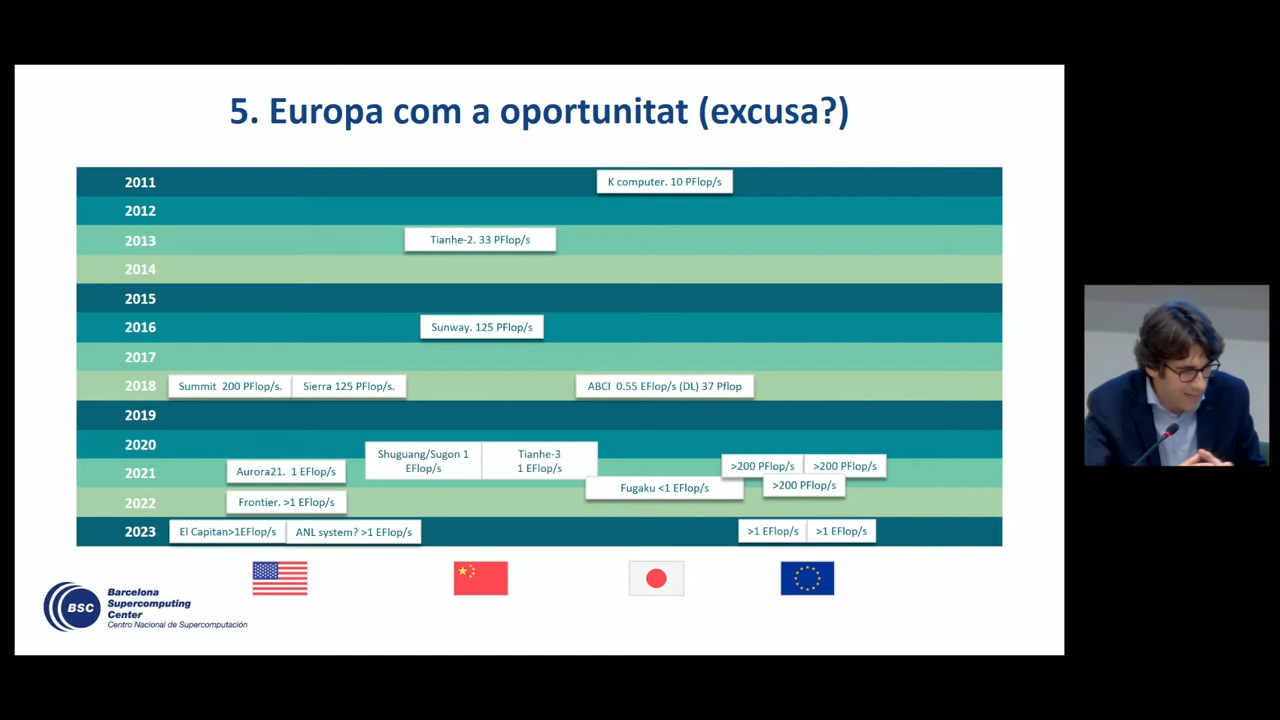 5. Europa com a oportunitat (excusa?)
2011
K computer. 10 PFlop/s
2012
2013
Tianhe-2. 33 PFlop/s
2014
2015
2016
Sunway. 125 PFlop/s
2017
2018
Summit 200 PFlop/s.
Sierra 125 PFlop/s.
ABCI 0.55 EFlop/s (DL) 37 Pflop
2019
2020
Shuguang/Sugon 1
EFlop/s
Tianhe-3
1 EFlop/s
2021
Aurora21. 1 EFlop/s
>200 PFlop/s
>200 PFlop/s
>200 PFlop/s
Fugaku <1 EFlop/s
2022
Frontier. >1 EFlop/s
2023
El Capitan>1EFlop/s
ANL system? >1 EFlop/s
>1 EFlop/s
>1 EFlop/s
BSC
Barcelona
Supercomputing
Center
Centro Nacional de Supercomputación